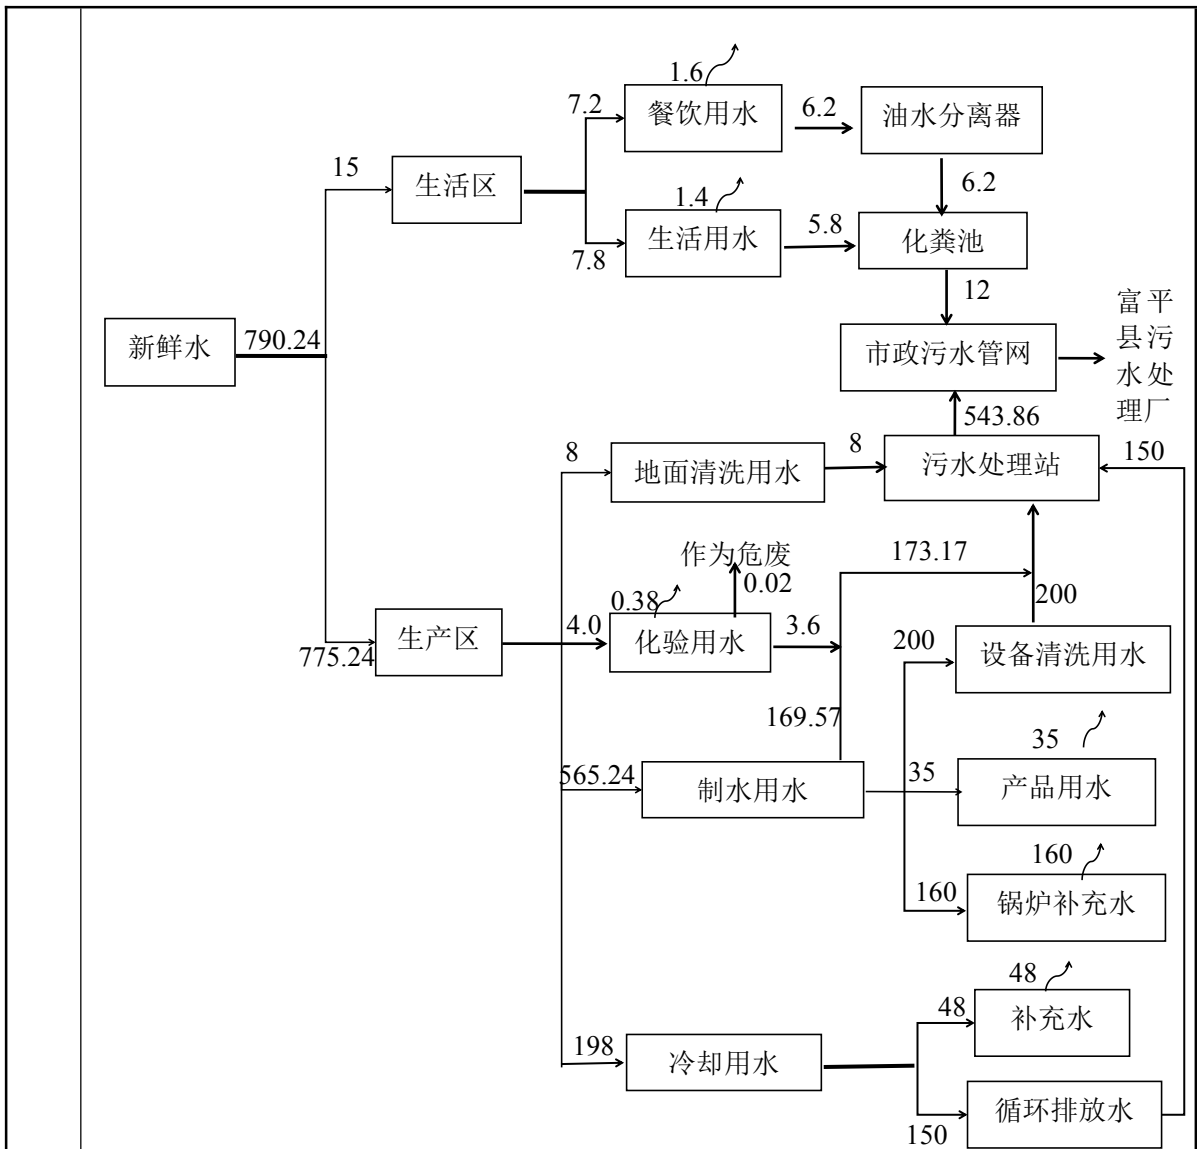 1.6
7.2
餐饮用水
6.2
油水分离器
15
生活区
6.2
1.4
7.8
生活用水
5.8
化粪池
12
新鲜水
790.24
市政污水管网
富平
县污
水处
理厂
543.86
8
地面清洗用水
8
污水处理站
150
作为危废
0.02
173.17
200
775.24
生产区
4.0
0.38
化验用水
3.6
200
设备清洗用水
169.57
35
565.24
制水用水
35
产品用水
160
160
锅炉补充水
48
48
补充水
198
冷却用水
150
循环排放水